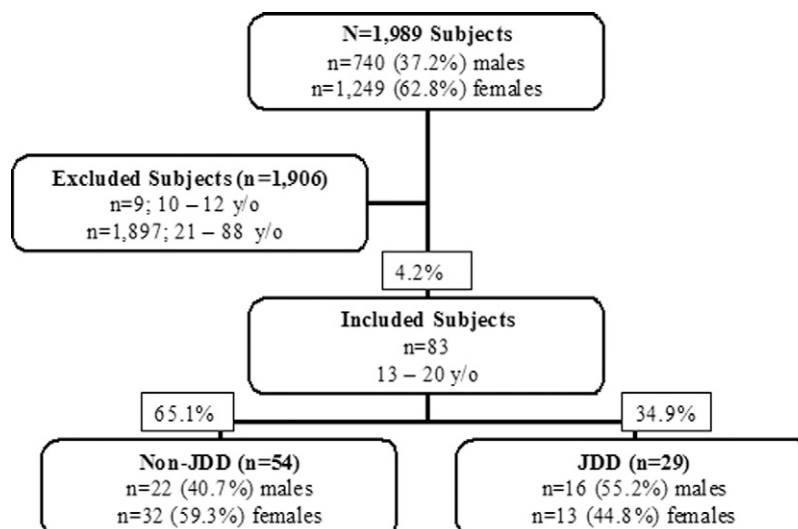 N=1,989 Subjects
n=740 (37.2%) males
n=1,249 (62.8%) females
Excluded Subjects (n=1,906)
n=9; 10 – 12 y/o
n=1,897; 21 – 88 y/o
4.2%
Included Subjects
n=83
13 – 20 y/o
65.1%
34.9%
Non-JDD (n=54)
n=22 (40.7%) males
n=32 (59.3%) females
JDD (n=29)
n=16 (55.2%) males
n=13 (44.8%) females